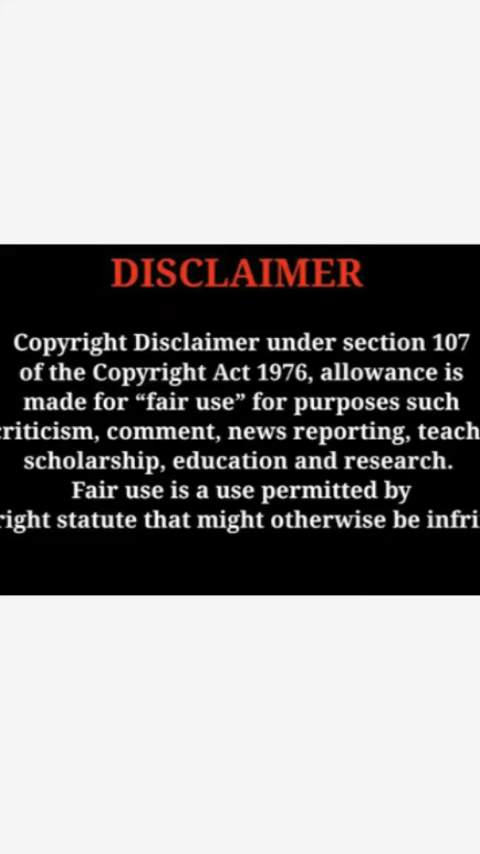 DISCLAIMER
Copyright Disclaimer under section 107
of the Copyright Act 1976, allowance is
made for “fair use” for purposes such
riticism, comment, news reporting, teach
scholarship, education and research.
Fair use is a use permitted by
right statute that might otherwise be infri